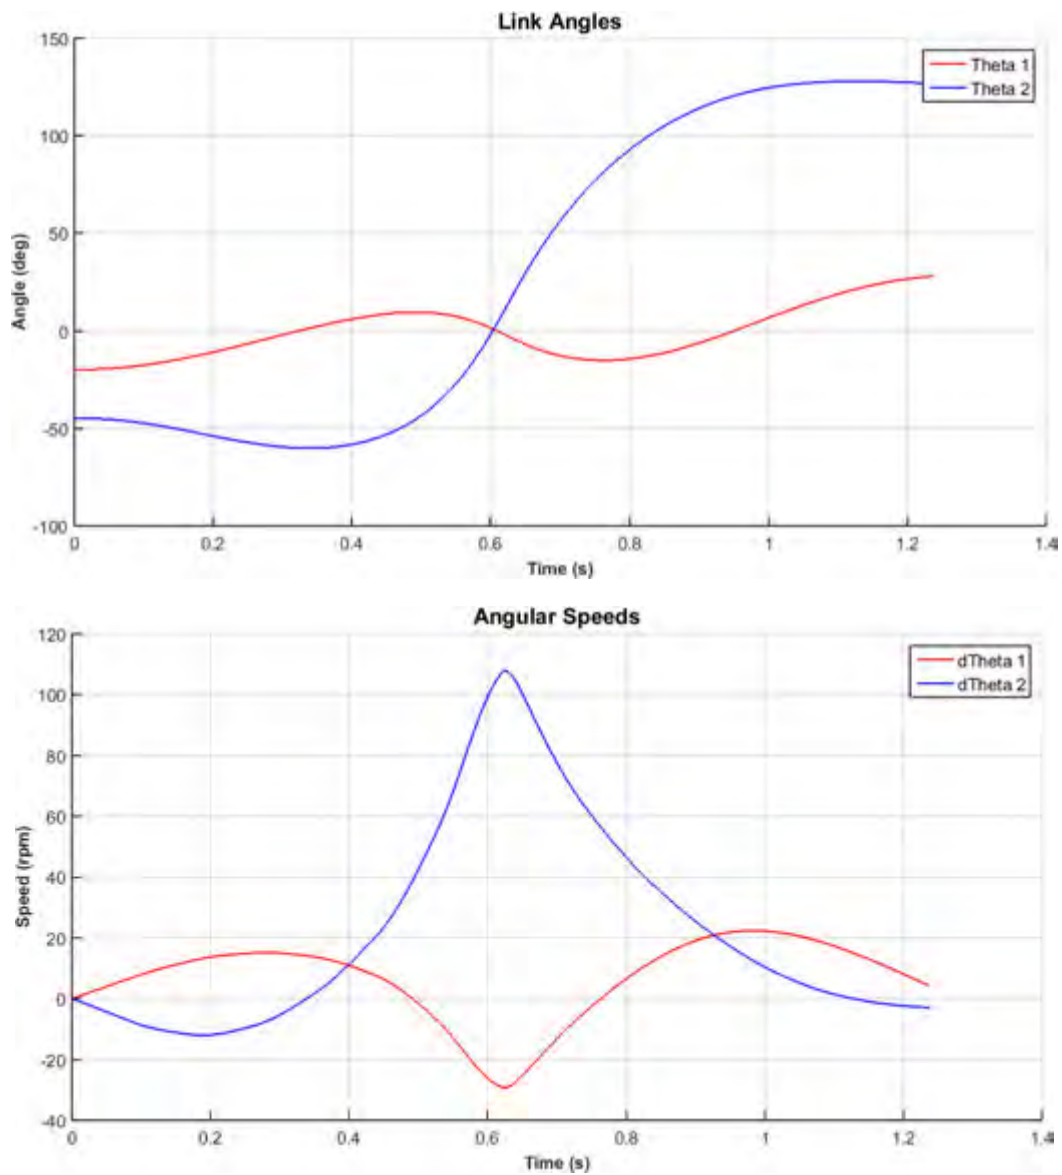 Link Angles
150
100
50
0
-50
-100
Angle (deg)
Theta 1
Theta 2
0 0.2 0.4 0.6 0.8 1 1.2 1.4
Time (s)
Angular Speeds
120
100
80
60
40
20
0
-20
-40
Speed (rpm)
dTheta 1
dTheta 2
0 0.2 0.4 0.6 0.8 1 1.2 1.4
Time (s)